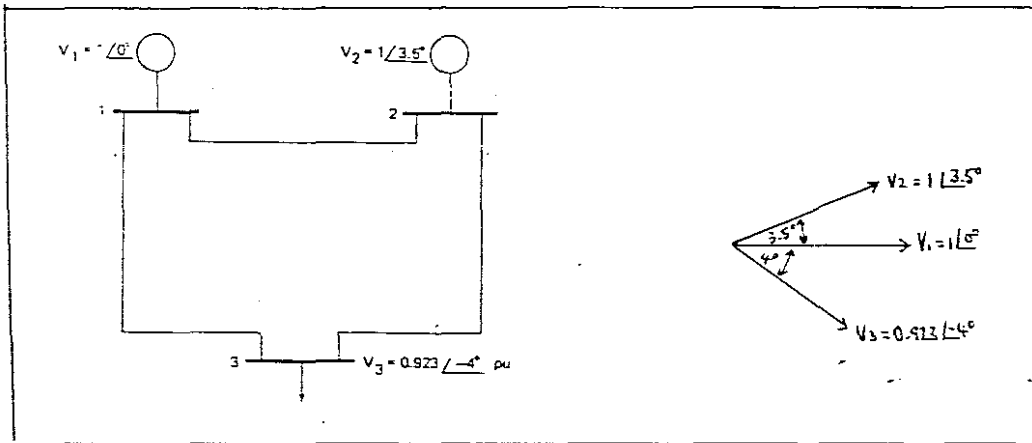 V₁ = 1 /0°
V₂ = 1 /3.5°
1
2
3
V₃ = 0.923 /-4° pu
V₂ = 1 /3.5°
3.5°
V₁ = 1 /0°
4°
V₃ = 0.923 /-4°